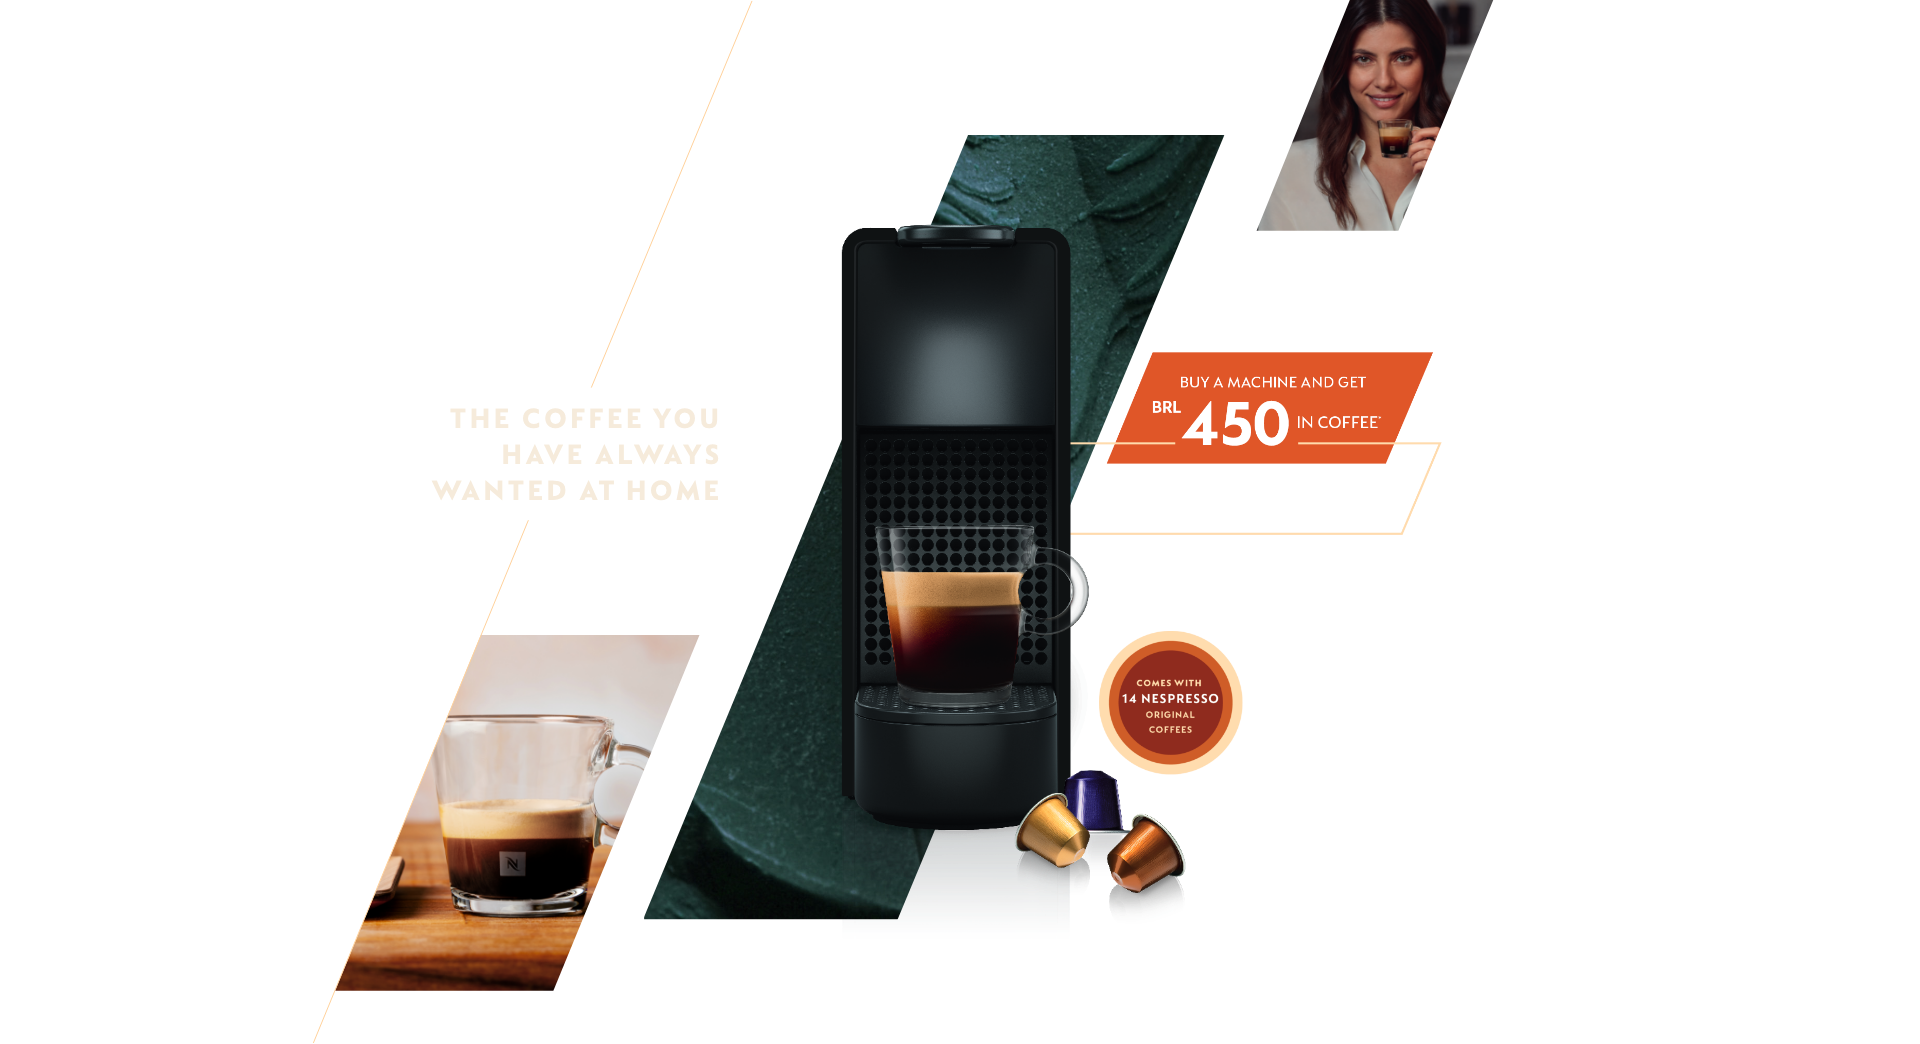 THE COFFEE YOU
HAVE ALWAYS
WANTED AT HOME
BUY A MACHINE AND GET
BRL 450 IN COFFEE*
COMES WITH
14 NESPRESSO
ORIGINAL
COFFEES